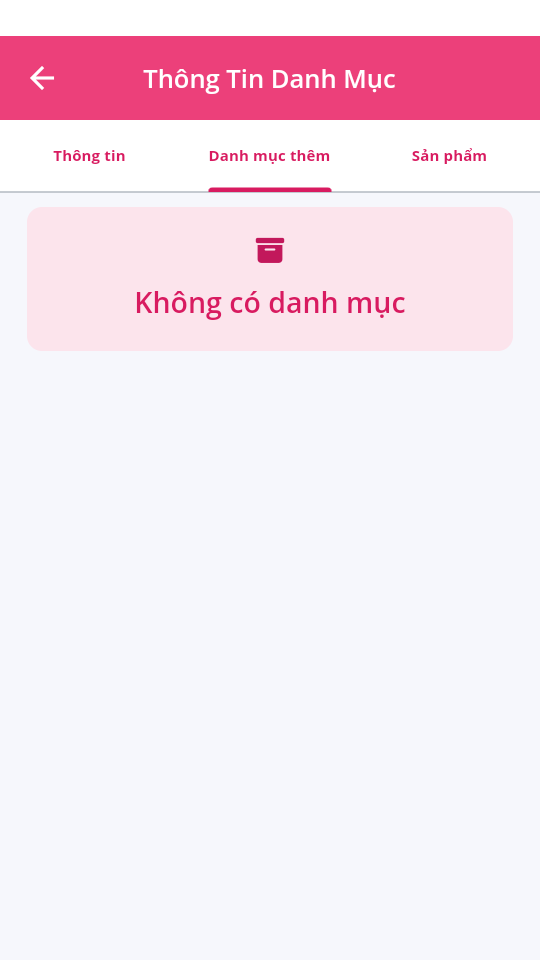 Thông Tin Danh Mục
Thông tin
Danh mục thêm
Sản phẩm
Không có danh mục